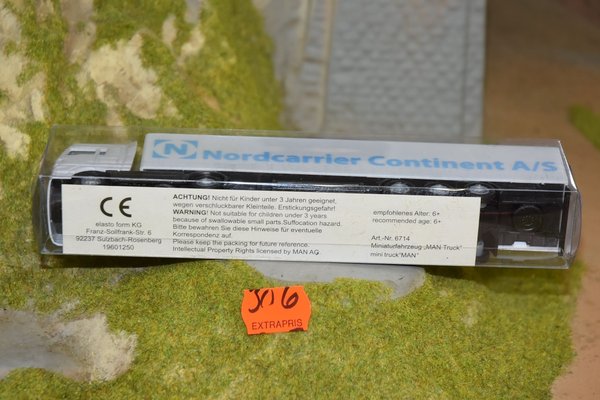 N Nordcarrier Continent A/S
CE
elasto form KG
Franz-Sollfrank-Str. 6
92237 Sulzbach-Rosenberg
19601250
ACHTUNG! Nicht für Kinder unter 3 Jahren geeignet,
wegen verschluckbarer Kleinteile. Erstickungsgefahr!
WARNING! Not suitable for children under 3 years
because of swallowable small parts.Suffocation hazard.
Bitte bewahren Sie diese Hinweise für eventuelle
Korrespondenz auf.
Please keep the packing for future reference.
Intellectual Property Rights licensed by MAN AG
empfohlenes Alter: 6+
recommended age: 6+
Art.-Nr. 6714
Miniaturfahrzeug „MAN-Truck"
mini truck"MAN"
EXTRAPRIS